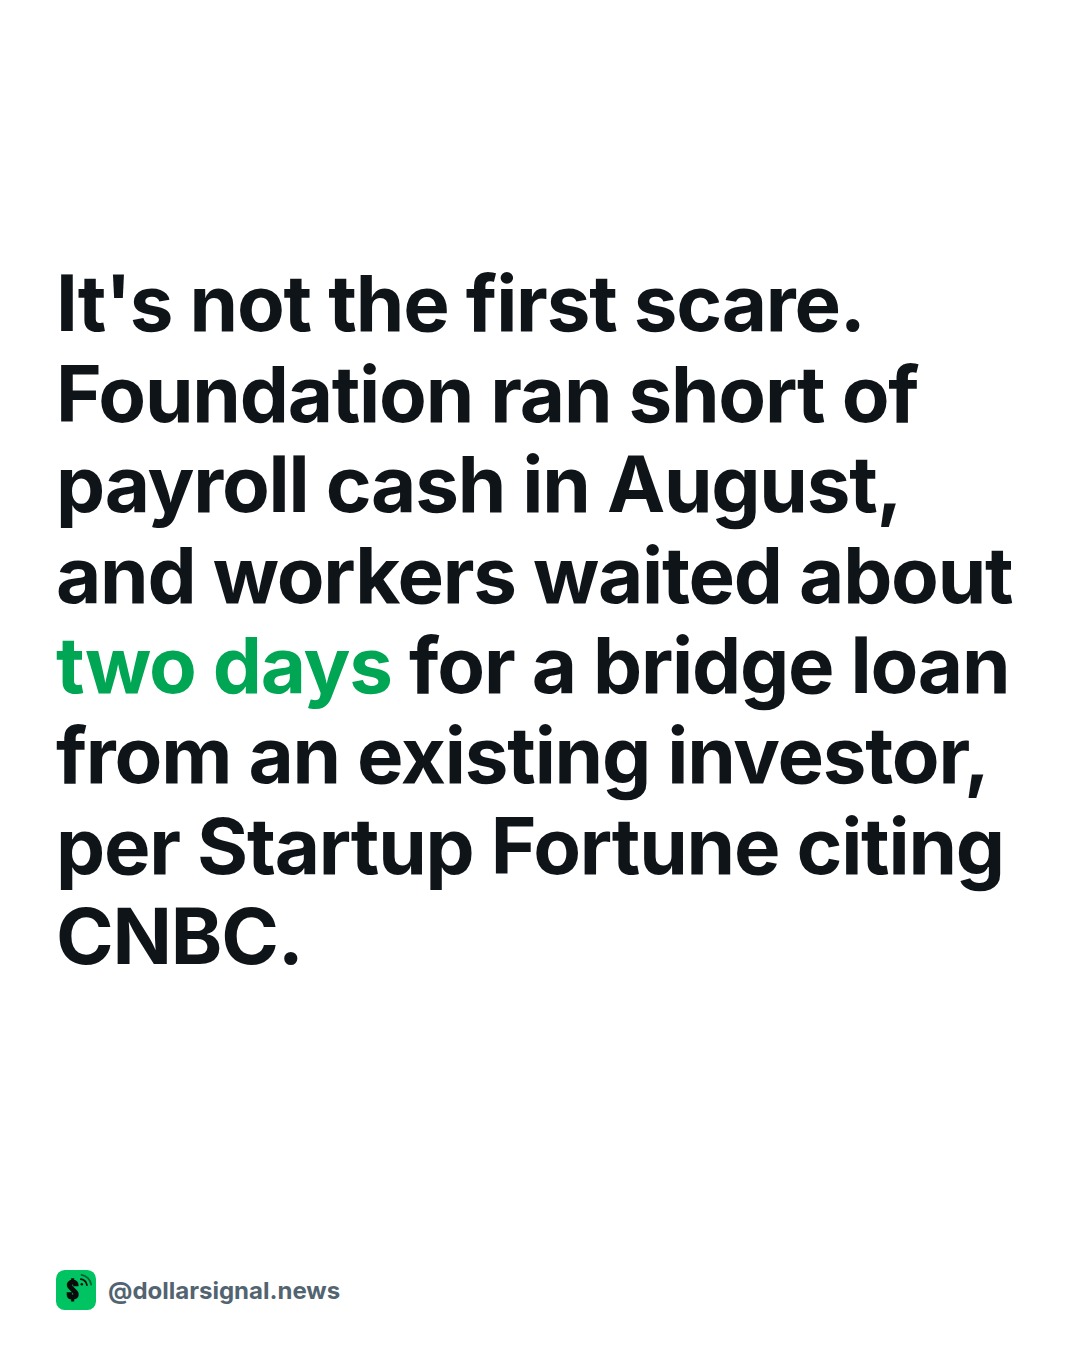 It's not the first scare.
Foundation ran short of
payroll cash in August,
and workers waited about
two days for a bridge loan
from an existing investor,
per Startup Fortune citing
CNBC.
$
@dollarsignal.news